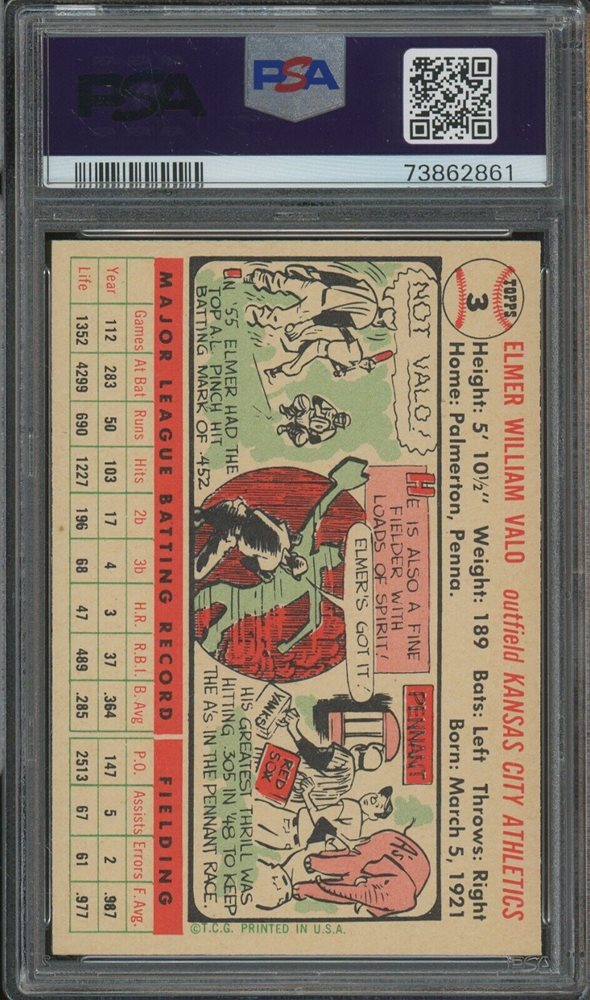 PSA
PSA
73862861
TOPPS
3
ELMER WILLIAM VALO outfield KANSAS CITY ATHLETICS
Height: 5' 10½" Weight: 189 Bats: Left Throws: Right
Home: Palmerton, Penna. Born: March 5, 1921
NOT VALO!
IN '55 ELMER HAD THE
TOP A.L. PINCH HIT
BATTING MARK OF .452
HE IS ALSO A FINE
FIELDER WITH
LOADS OF SPIRIT!
ELMER'S GOT IT.
PENNANT
YANKS
RED
SOX
A's
HIS GREATEST THRILL WAS
HITTING .305 IN '48 TO KEEP
THE A'S IN THE PENNANT RACE.
©T.C.G. PRINTED IN U.S.A.
MAJOR LEAGUE BATTING RECORD FIELDING
Games At Bat Runs Hits 2b 3b H.R. R.B.I. B. Avg P.O. Assists Errors F. Avg.
Year 112 283 50 103 17 4 3 37 .364 147 5 2 .987
Life 1352 4299 690 1227 196 68 47 489 .285 2513 67 61 .977
PSA